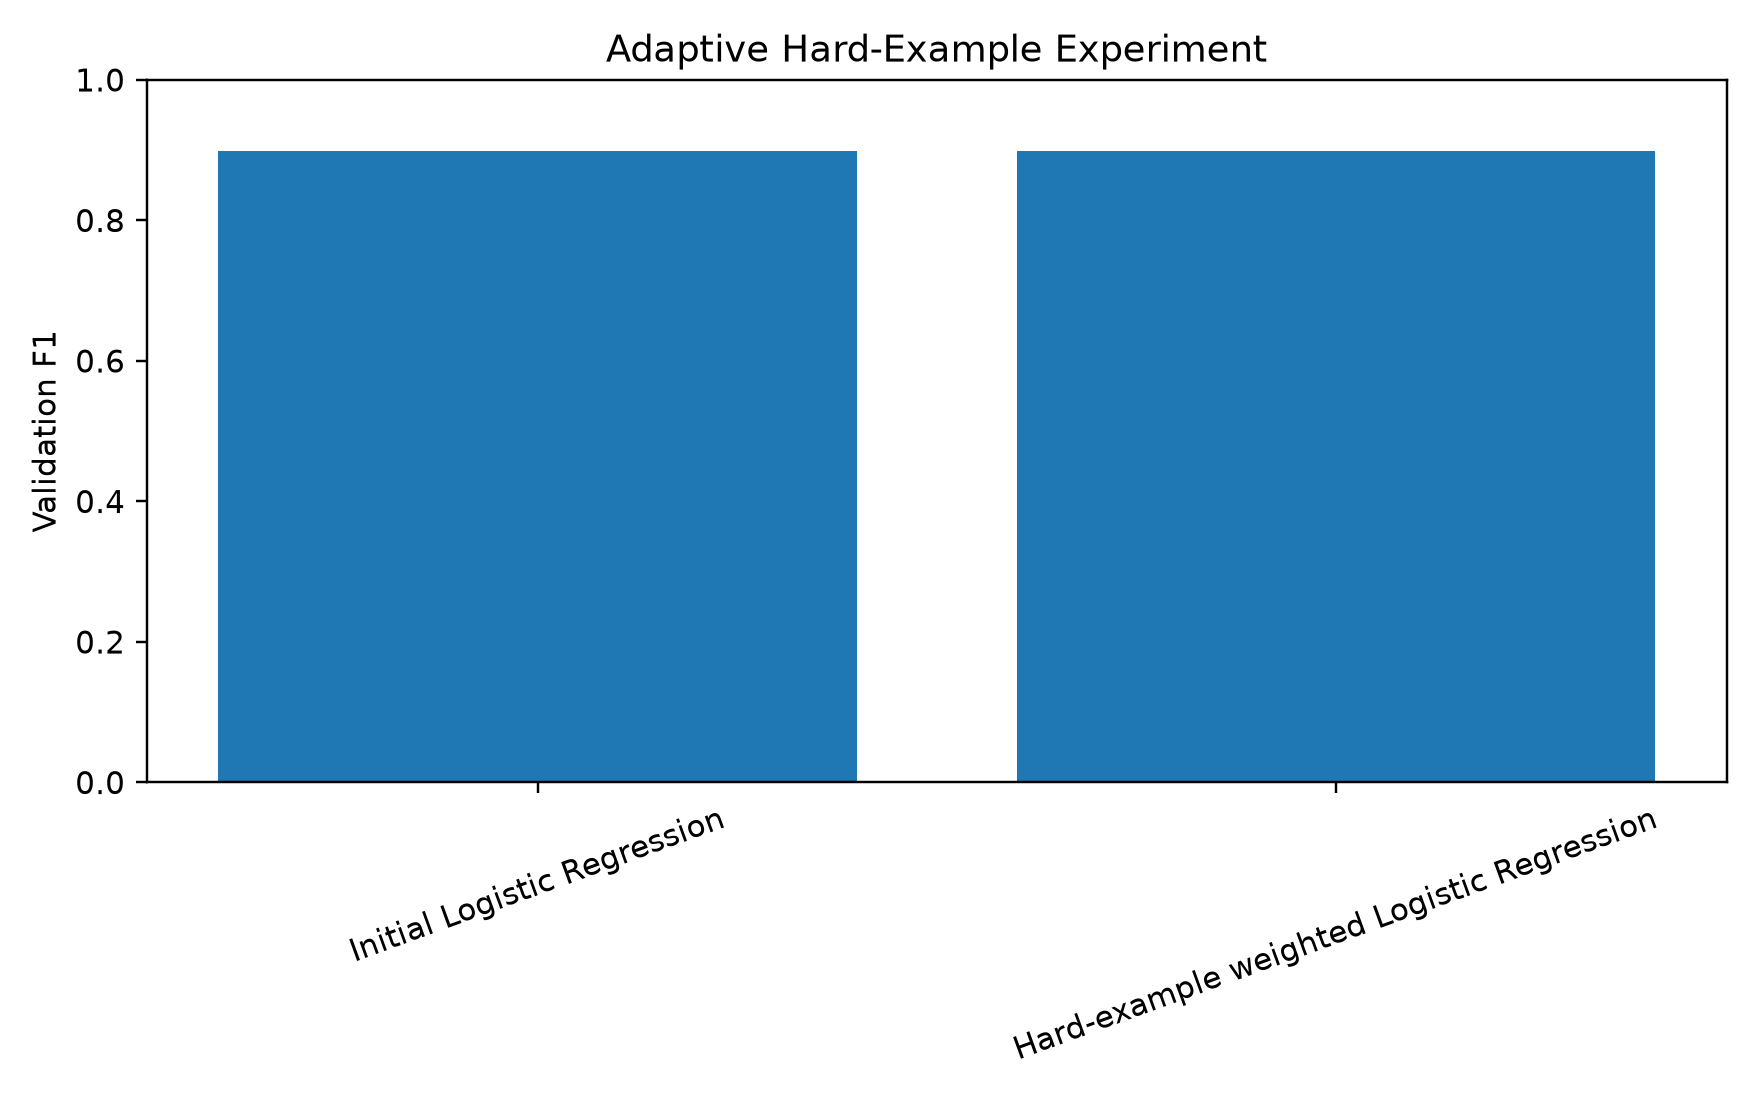 Adaptive Hard-Example Experiment
1.0
0.8
0.6
0.4
0.2
0.0
Validation F1
Initial Logistic Regression
Hard-example weighted Logistic Regression